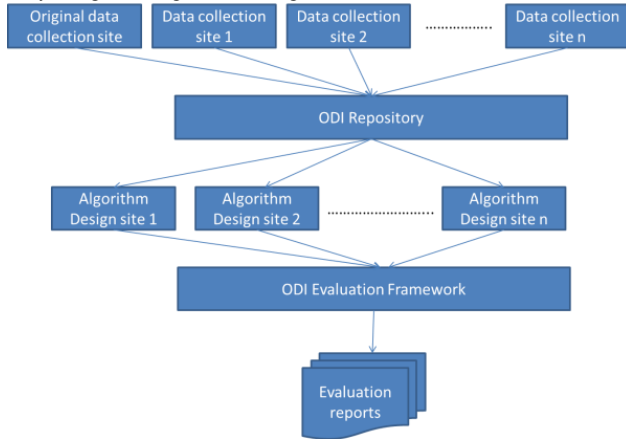 Original data
collection site
Data collection
site 1
Data collection
site 2
Data collection
site n
ODI Repository
Algorithm
Design site 1
Algorithm
Design site 2
Algorithm
Design site n
ODI Evaluation Framework
Evaluation
reports